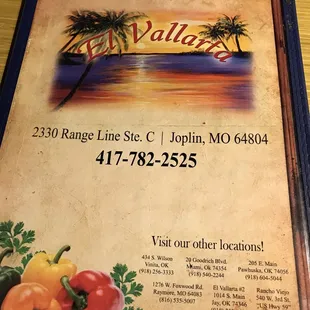 El Vallarta
2330 Range Line Ste. C | Joplin, MO 64804
417-782-2525
Visit our other locations!
434 S. Wilson
Vinita, OK
(918) 256-3333
20 Goodrich Blvd.
Miami, OK 74354
(918) 540-2244
205 E. Main
Pawhuska, OK 74056
(918) 604-5044
1276 W. Foxwood Rd.
Raymore, MO 64083
(816) 535-5007
El Vallarta #2
1014 S. Main
Jay, OK 74346
Rancho Viejo
540 W. 3rd St.
"US Hwy 59"